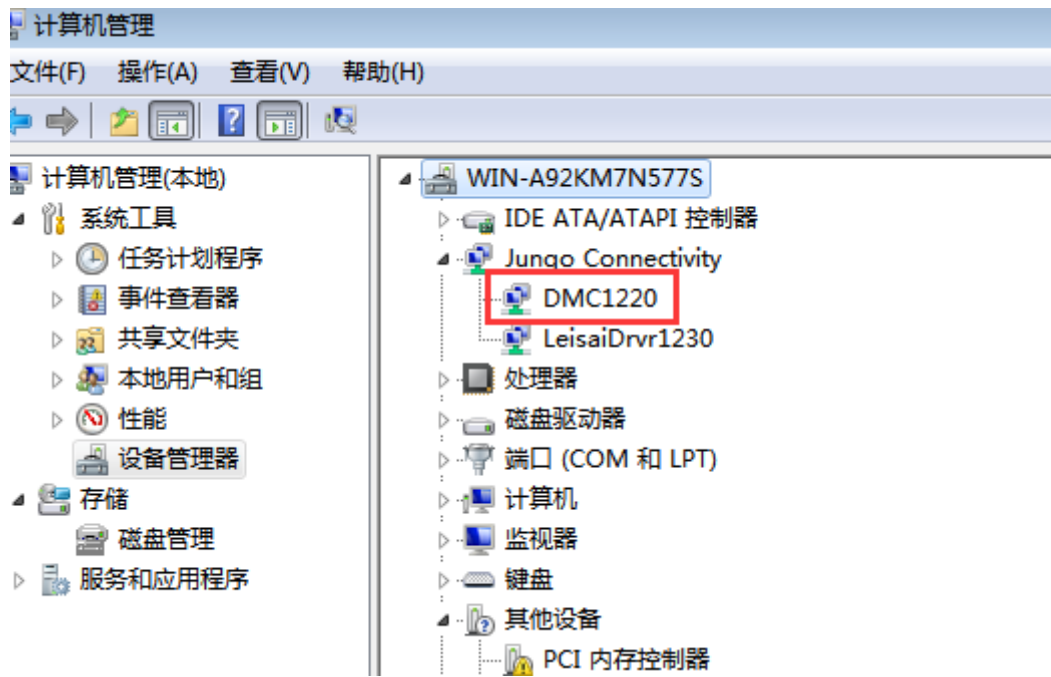 计算机管理
文件(F) 操作(A) 查看(V) 帮助(H)
计算机管理(本地)
系统工具
任务计划程序
事件查看器
共享文件夹
本地用户和组
性能
设备管理器
存储
磁盘管理
服务和应用程序
WIN-A92KM7N577S
IDE ATA/ATAPI 控制器
Jungo Connectivity
DMC1220
LeisaiDrvr1230
处理器
磁盘驱动器
端口 (COM 和 LPT)
计算机
监视器
键盘
其他设备
PCI 内存控制器